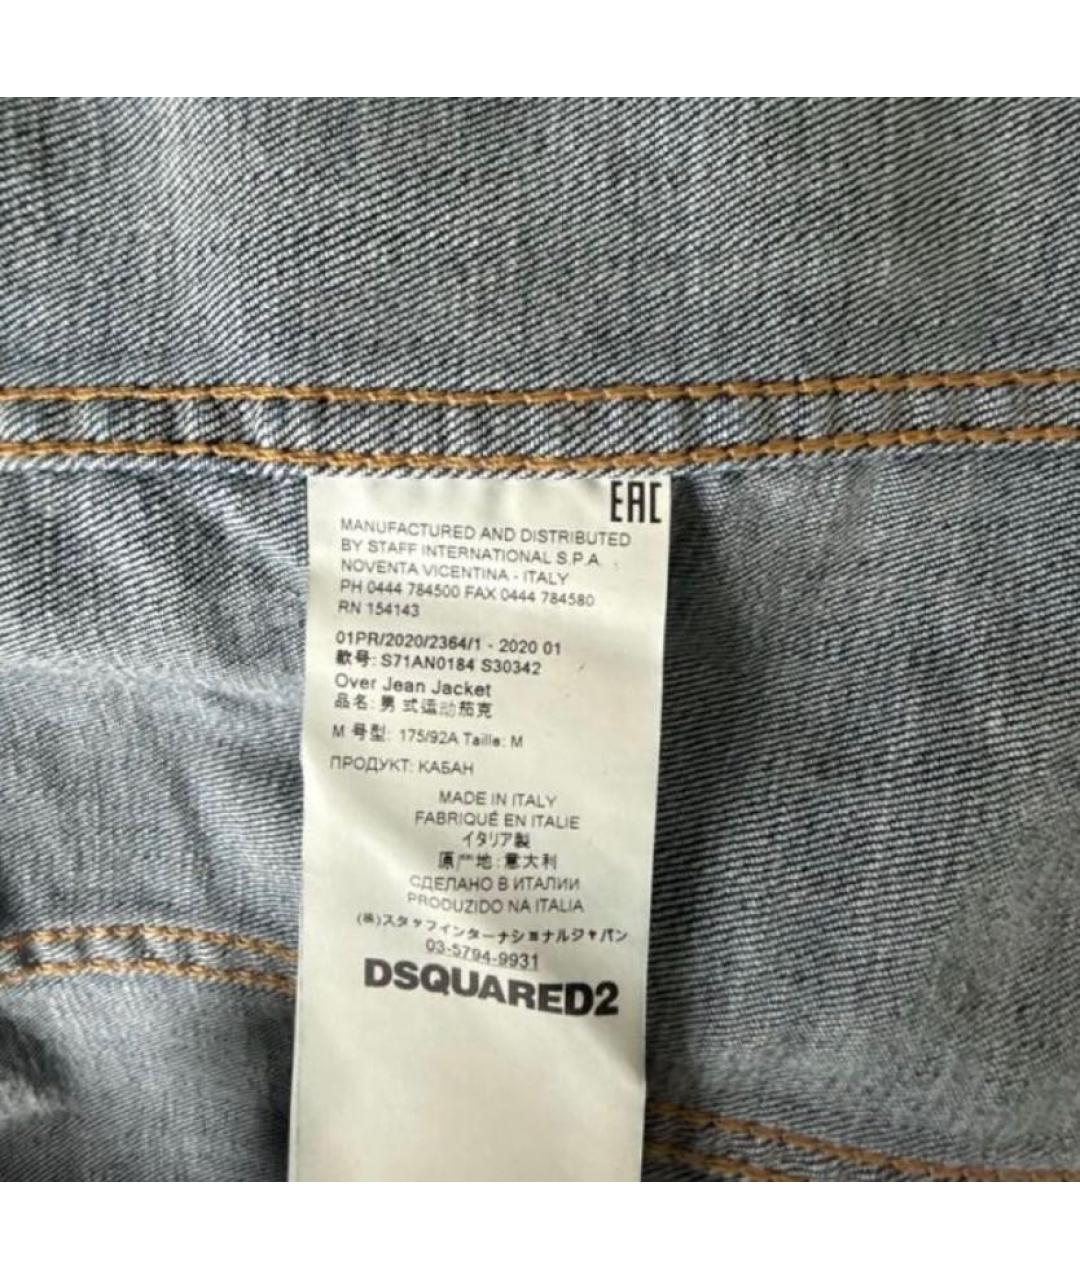 EAC
MANUFACTURED AND DISTRIBUTED
BY STAFF INTERNATIONAL S.P.A.
NOVENTA VICENTINA - ITALY
PH 0444 784500 FAX 0444 784580
RN 154143
01PR/2020/2364/1 - 2020 01
款号: S71AN0184 S30342
Over Jean Jacket
品名: 男 式运动茄克
M 号型: 175/92A Taille: M
ПРОДУКТ: КАБАН
MADE IN ITALY
FABRIQUÉ EN ITALIE
イタリア製
原产地: 意大利
СДЕЛАНО В ИТАЛИИ
PRODUZIDO NA ITALIA
(株)スタッフインターナショナルジャパン
03-5794-9931
DSQUARED2